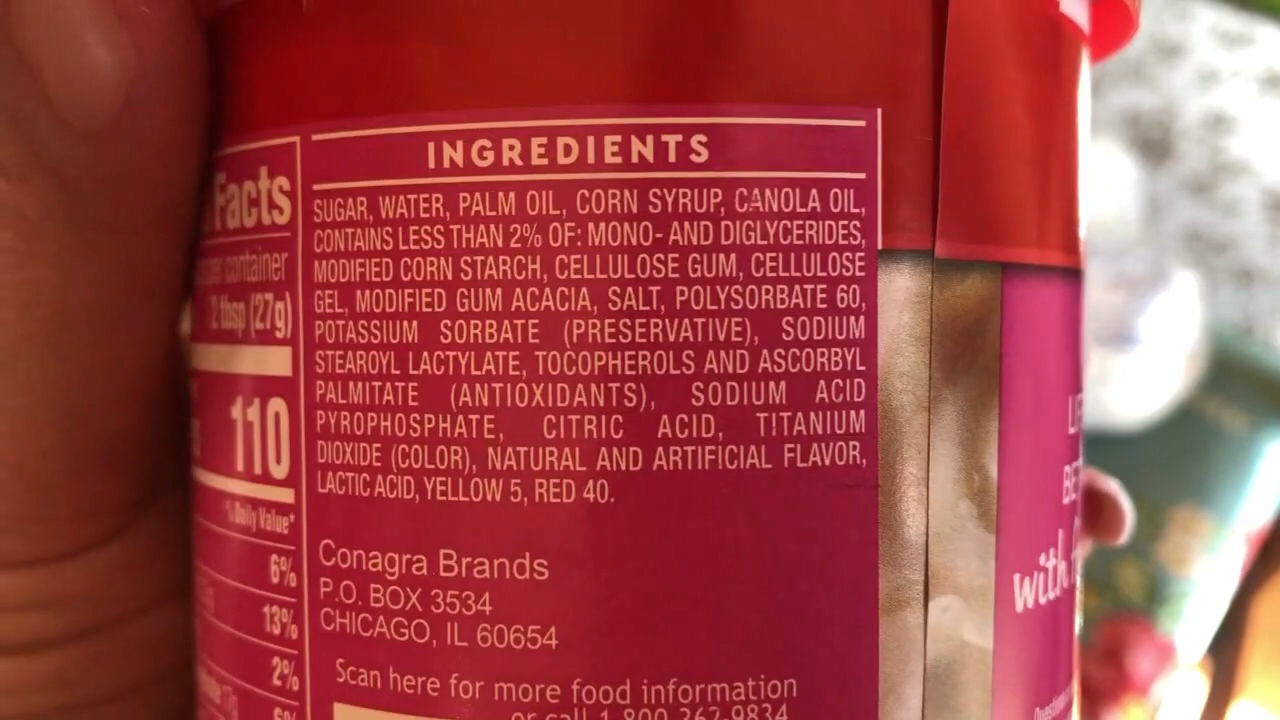 Facts
container
2 tbsp (27g)
110
% Daily Value*
6%
13%
2%
6%
INGREDIENTS
SUGAR, WATER, PALM OIL, CORN SYRUP, CANOLA OIL,
CONTAINS LESS THAN 2% OF: MONO- AND DIGLYCERIDES,
MODIFIED CORN STARCH, CELLULOSE GUM, CELLULOSE
GEL, MODIFIED GUM ACACIA, SALT, POLYSORBATE 60,
POTASSIUM SORBATE (PRESERVATIVE), SODIUM
STEAROYL LACTYLATE, TOCOPHEROLS AND ASCORBYL
PALMITATE (ANTIOXIDANTS), SODIUM ACID
PYROPHOSPHATE, CITRIC ACID, TITANIUM
DIOXIDE (COLOR), NATURAL AND ARTIFICIAL FLAVOR,
LACTIC ACID, YELLOW 5, RED 40.
Conagra Brands
P.O. BOX 3534
CHICAGO, IL 60654
Scan here for more food information
or call 1-800-362-9834
with